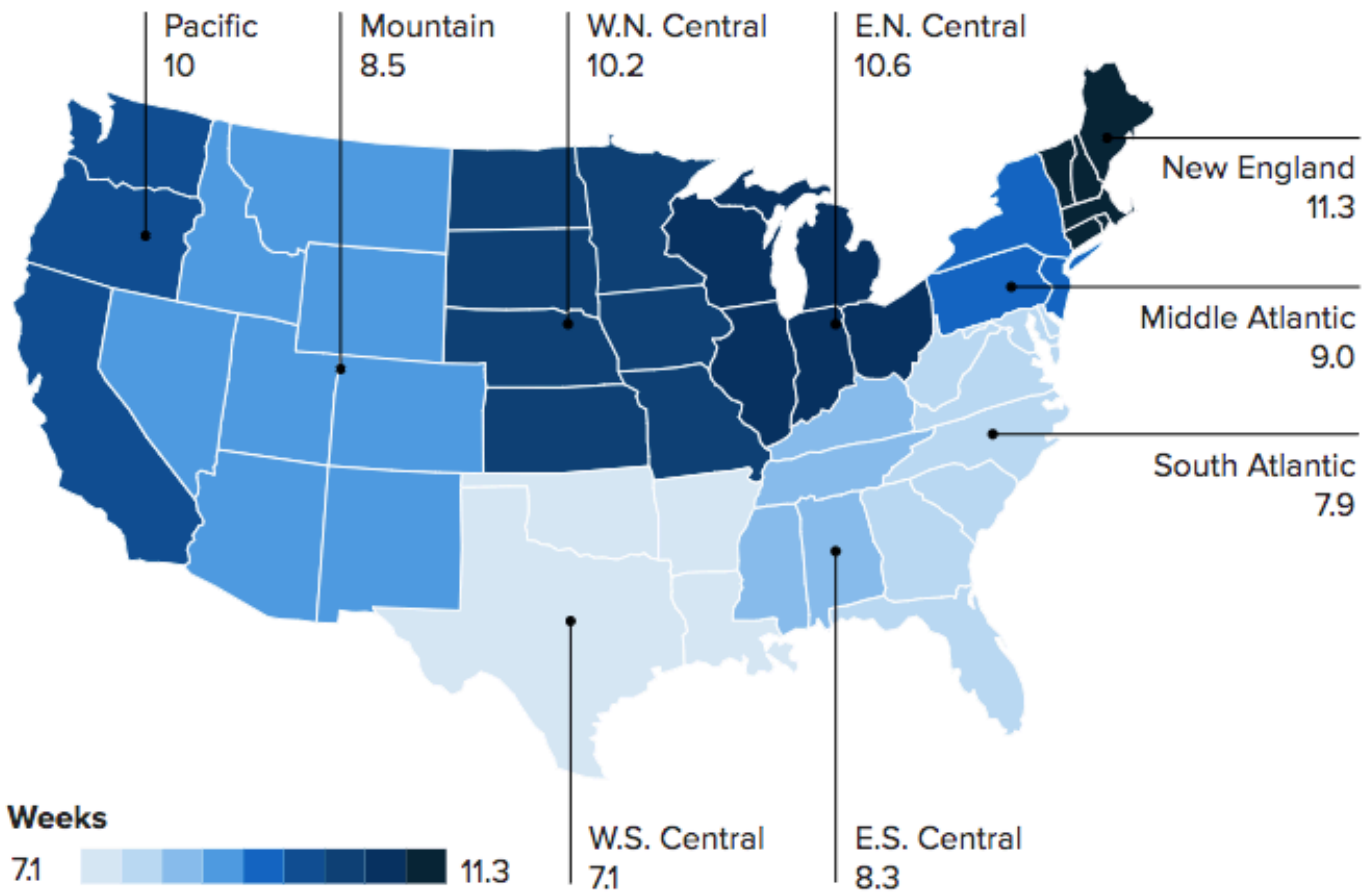 Pacific
10
Mountain
8.5
W.N. Central
10.2
E.N. Central
10.6
New England
11.3
Middle Atlantic
9.0
South Atlantic
7.9
W.S. Central
7.1
E.S. Central
8.3
Weeks
7.1
11.3